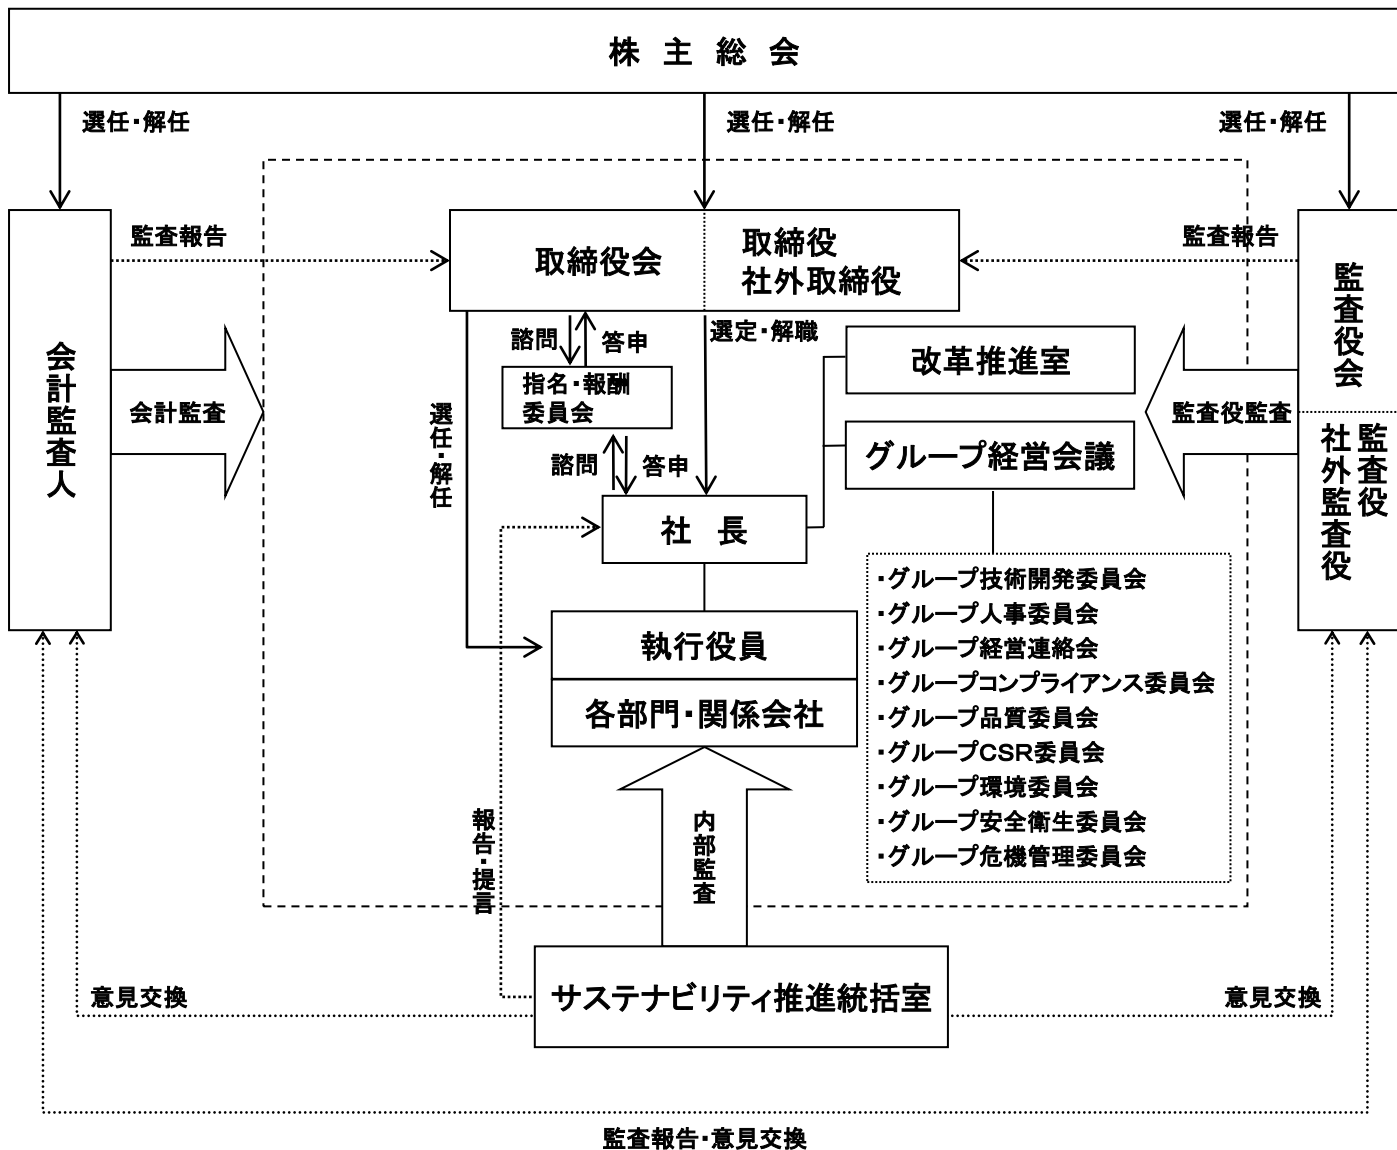 株 主 総 会
選任・解任
選任・解任
選任・解任
監査報告
取締役会
取締役
社外取締役
監査報告
会計監査人
会計監査
監査役会
監査役
社外監査役
監査役監査
諮問
答申
選定・解職
指名・報酬
委員会
選任・解任
諮問
答申
改革推進室
グループ経営会議
社 長
執行役員
各部門・関係会社
・グループ技術開発委員会
・グループ人事委員会
・グループ経営連絡会
・グループコンプライアンス委員会
・グループ品質委員会
・グループCSR委員会
・グループ環境委員会
・グループ安全衛生委員会
・グループ危機管理委員会
報告・提言
内部監査
サステナビリティ推進統括室
意見交換
意見交換
監査報告・意見交換